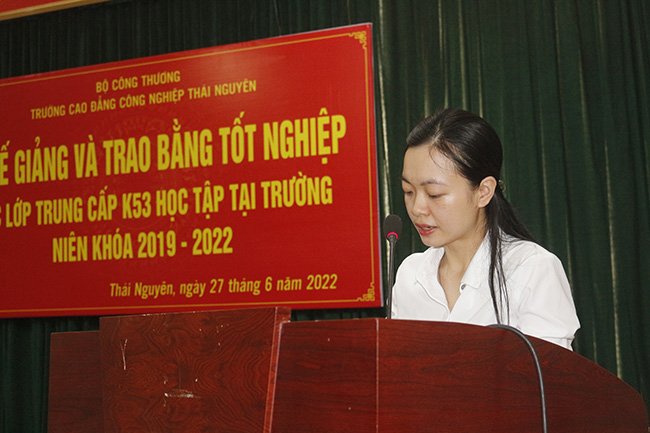 BỘ CÔNG THƯƠNG
TRƯỜNG CAO ĐẲNG CÔNG NGHIỆP THÁI NGUYÊN
Ế GIẢNG VÀ TRAO BẰNG TỐT NGHIỆP
LỚP TRUNG CẤP K53 HỌC TẬP TẠI TRƯỜNG
NIÊN KHÓA 2019 - 2022
Thái Nguyên, ngày 27 tháng 6 năm 2022